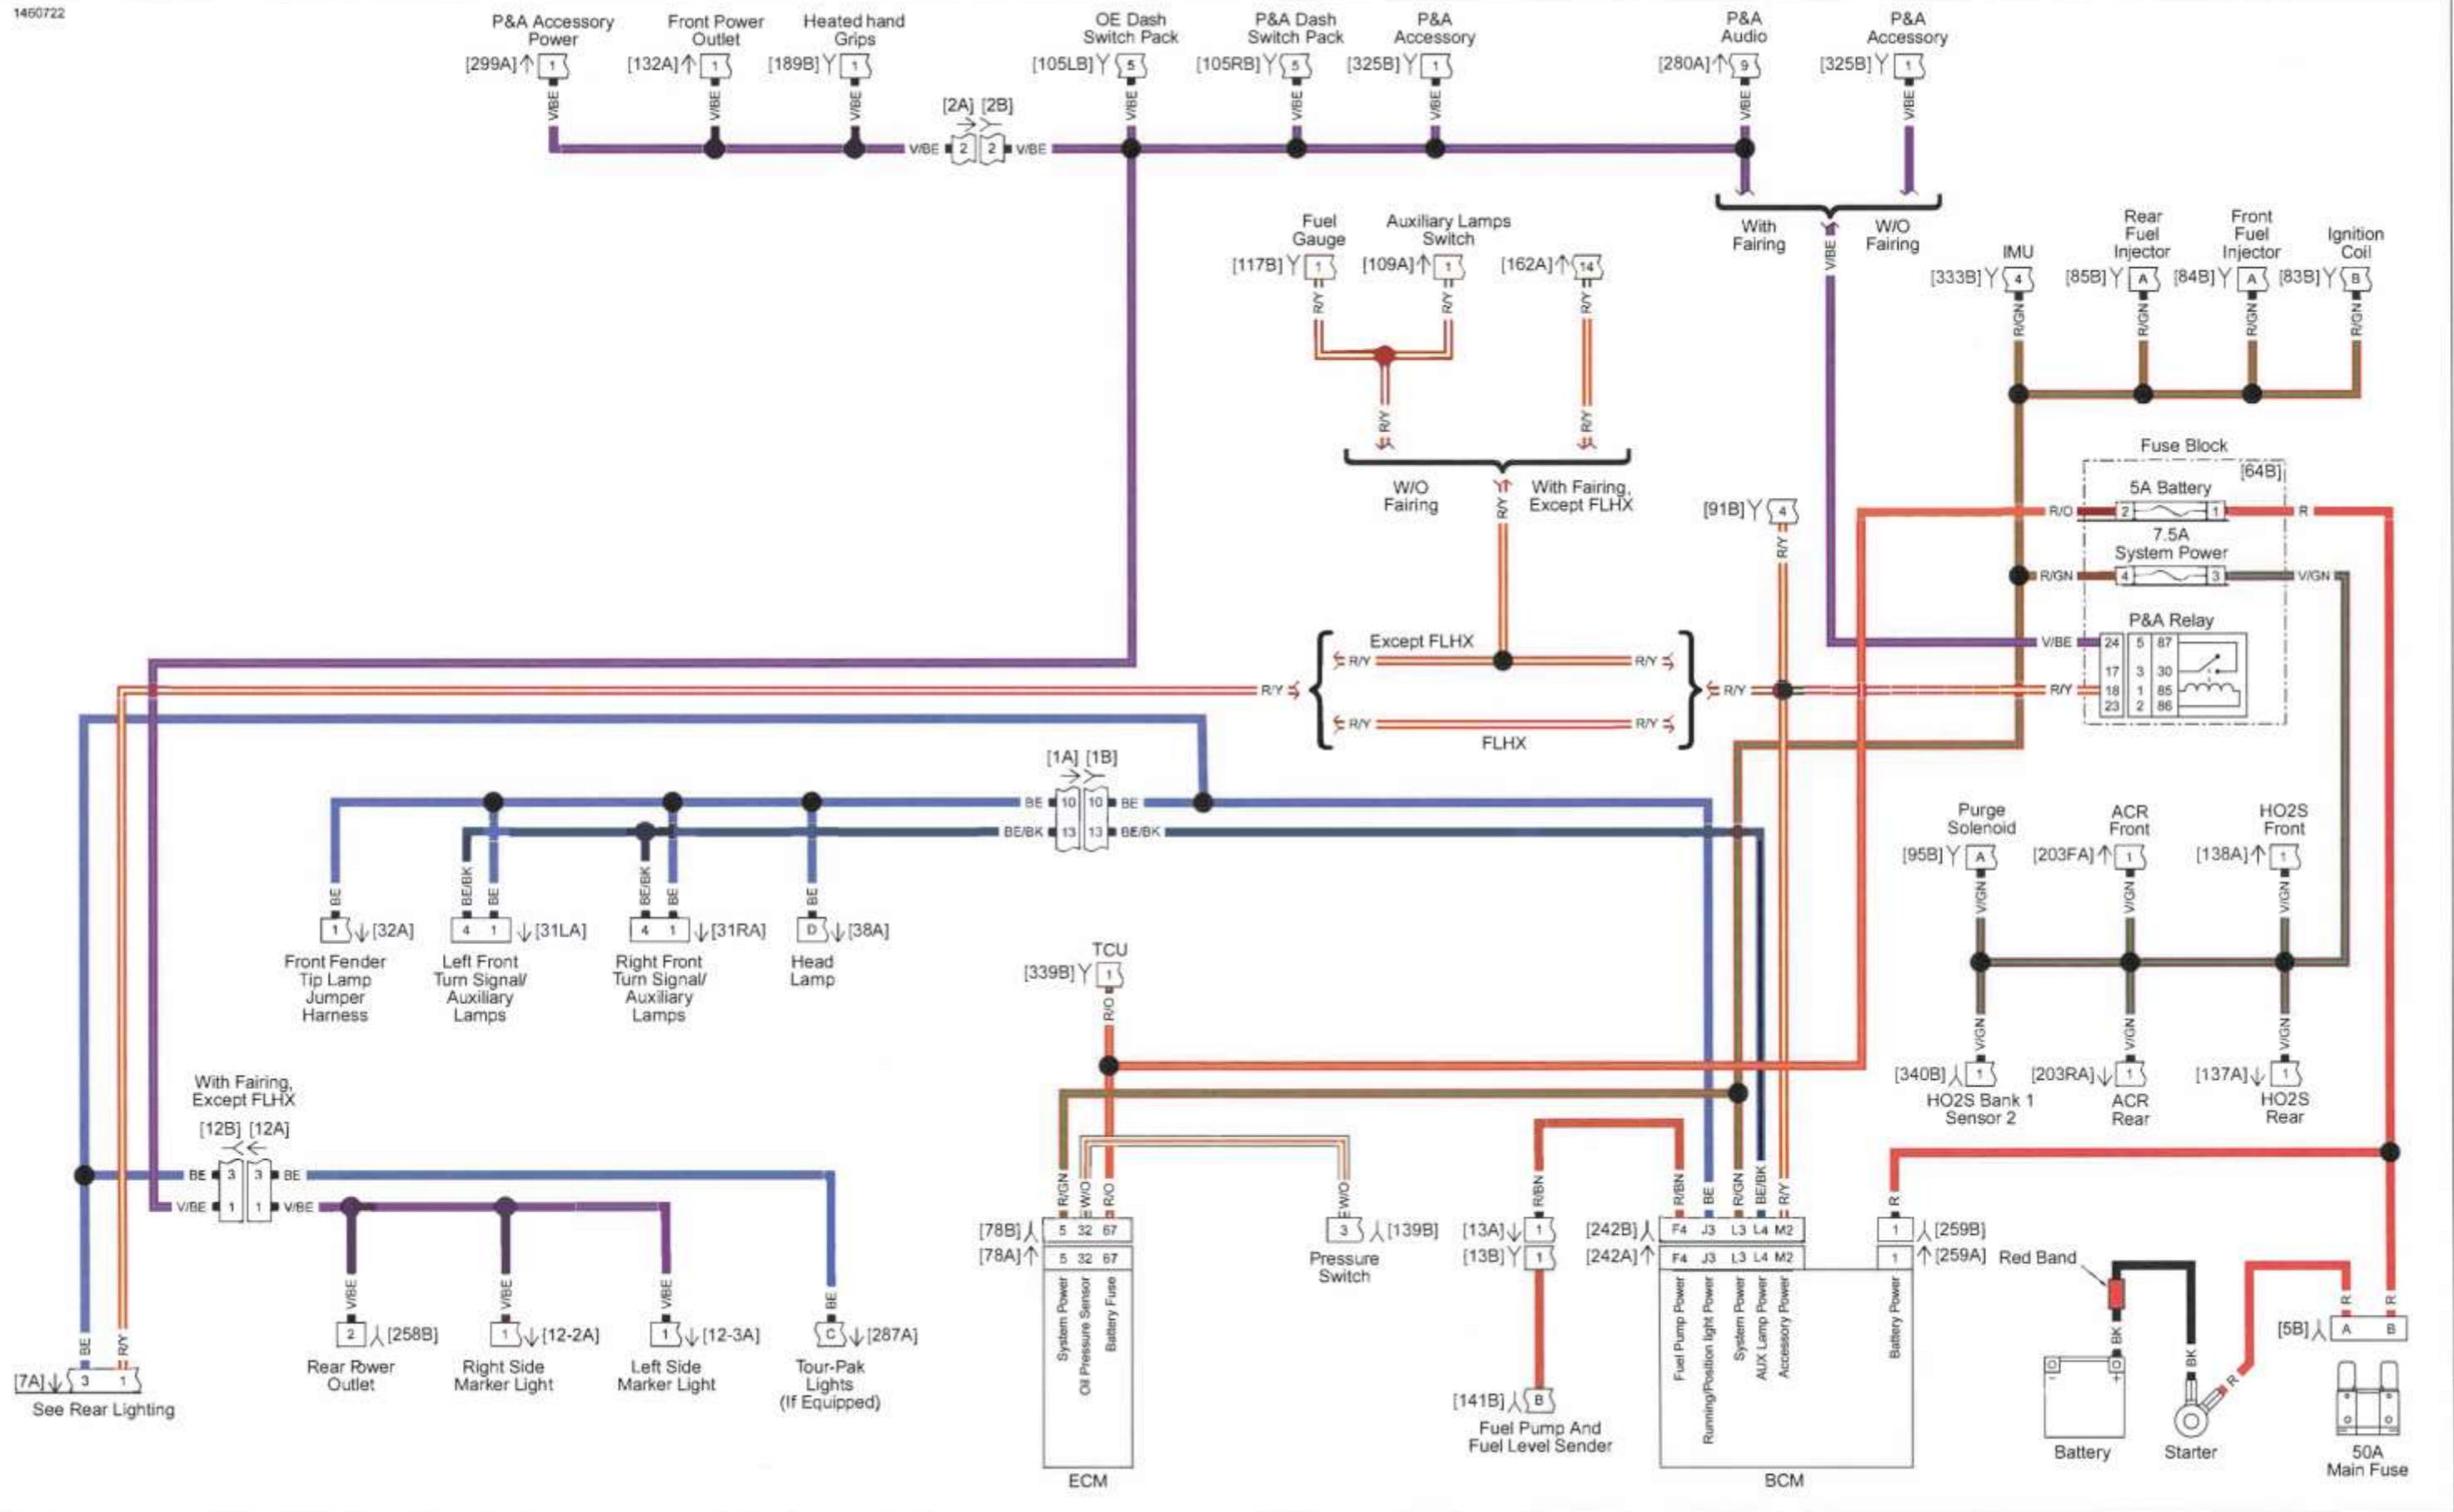 1460722
P&A Accessory
Power
Front Power
Outlet
Heated hand
Grips
OE Dash
Switch Pack
P&A Dash
Switch Pack
P&A
Accessory
P&A
Audio
P&A
Accessory
[299A] 1
[132A] 1
[189B] 1
[105LB] 5
[105RB] 5
[325B] 1
[280A] 9
[325B] 1
V/BE
V/BE
V/BE
V/BE
V/BE
V/BE
V/BE
V/BE
[2A] [2B]
V/BE 2 2 V/BE
With
Fairing
W/O
Fairing
V/BE
Fuel
Gauge
Auxiliary Lamps
Switch
[117B] 1
[109A] 1
[162A] 14
R/Y
R/Y
R/Y
R/Y
R/Y
W/O
Fairing
With Fairing,
Except FLHX
R/Y
IMU
Rear
Fuel
Injector
Front
Fuel
Injector
Ignition
Coil
[333B] 4
[85B] A
[84B] A
[83B] B
R/GN
R/GN
R/GN
R/GN
Fuse Block
[64B]
5A Battery
R/O 2 1 R
7.5A
System Power
R/GN 4 3 V/GN
P&A Relay
V/BE 24 5 87
17 3 30
R/Y 18 1 85
23 2 86
[91B] 4
R/Y
Except FLHX
R/Y R/Y
R/Y R/Y
R/Y R/Y
FLHX
[1A] [1B]
BE 10 10 BE
BE/BK 13 13 BE/BK
BE
BE/BK
BE
BE/BK
BE
BE
1 [32A]
4 1 [31LA]
4 1 [31RA]
D [38A]
Front Fender
Tip Lamp
Jumper
Harness
Left Front
Turn Signal/
Auxiliary
Lamps
Right Front
Turn Signal/
Auxiliary
Lamps
Head
Lamp
Purge
Solenoid
ACR
Front
HO2S
Front
[95B] A
[203FA] 1
[138A] 1
V/GN
V/GN
V/GN
V/GN
V/GN
V/GN
[340B] 1
[203RA] 1
[137A] 1
HO2S Bank 1
Sensor 2
ACR
Rear
HO2S
Rear
TCU
[339B] 1
R/O
With Fairing,
Except FLHX
[12B] [12A]
BE 3 3 BE
V/BE 1 1 V/BE
V/BE
V/BE
V/BE
BE
2 [258B]
1 [12-2A]
1 [12-3A]
C [287A]
Rear Power
Outlet
Right Side
Marker Light
Left Side
Marker Light
Tour-Pak
Lights
(If Equipped)
BE
R/Y
[7A] 3 1
See Rear Lighting
R/GN
W/O
R/O
[78B] 5 32 67
[78A] 5 32 67
System Power
Oil Pressure Sensor
Battery Fuse
ECM
W/O
3 [139B]
Pressure
Switch
R/BN
[13A] 1
[13B] 1
[141B] B
Fuel Pump And
Fuel Level Sender
R/BN
BE
R/GN
BE/BK
R/Y
R
[242B] F4 J3 L3 L4 M2
[242A] F4 J3 L3 L4 M2
1 [259B]
1 [259A]
Fuel Pump Power
Running/Position light Power
System Power
AUX Lamp Power
Accessory Power
Battery Power
BCM
Red Band
BK
BK
R
- +
Battery
Starter
R
R
[5B] A B
50A
Main Fuse